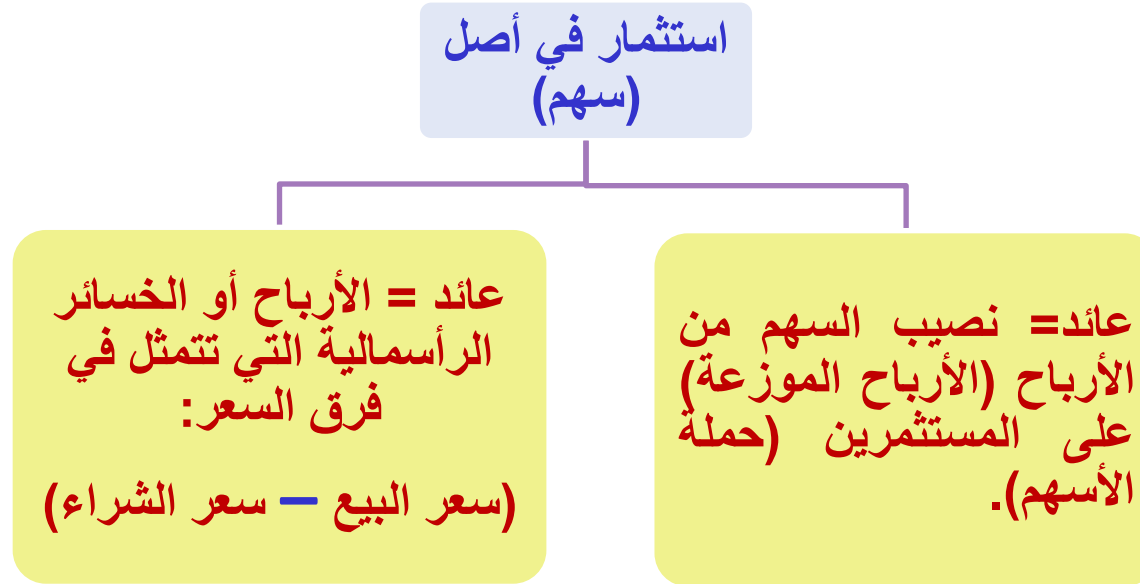 استثمار في أصل
(سهم)
عائد= نصيب السهم من
الأرباح (الأرباح الموزعة)
على المستثمرين (حملة
الأسهم).
عائد = الأرباح أو الخسائر
الرأسمالية التي تتمثل في
فرق السعر:
(سعر البيع – سعر الشراء)